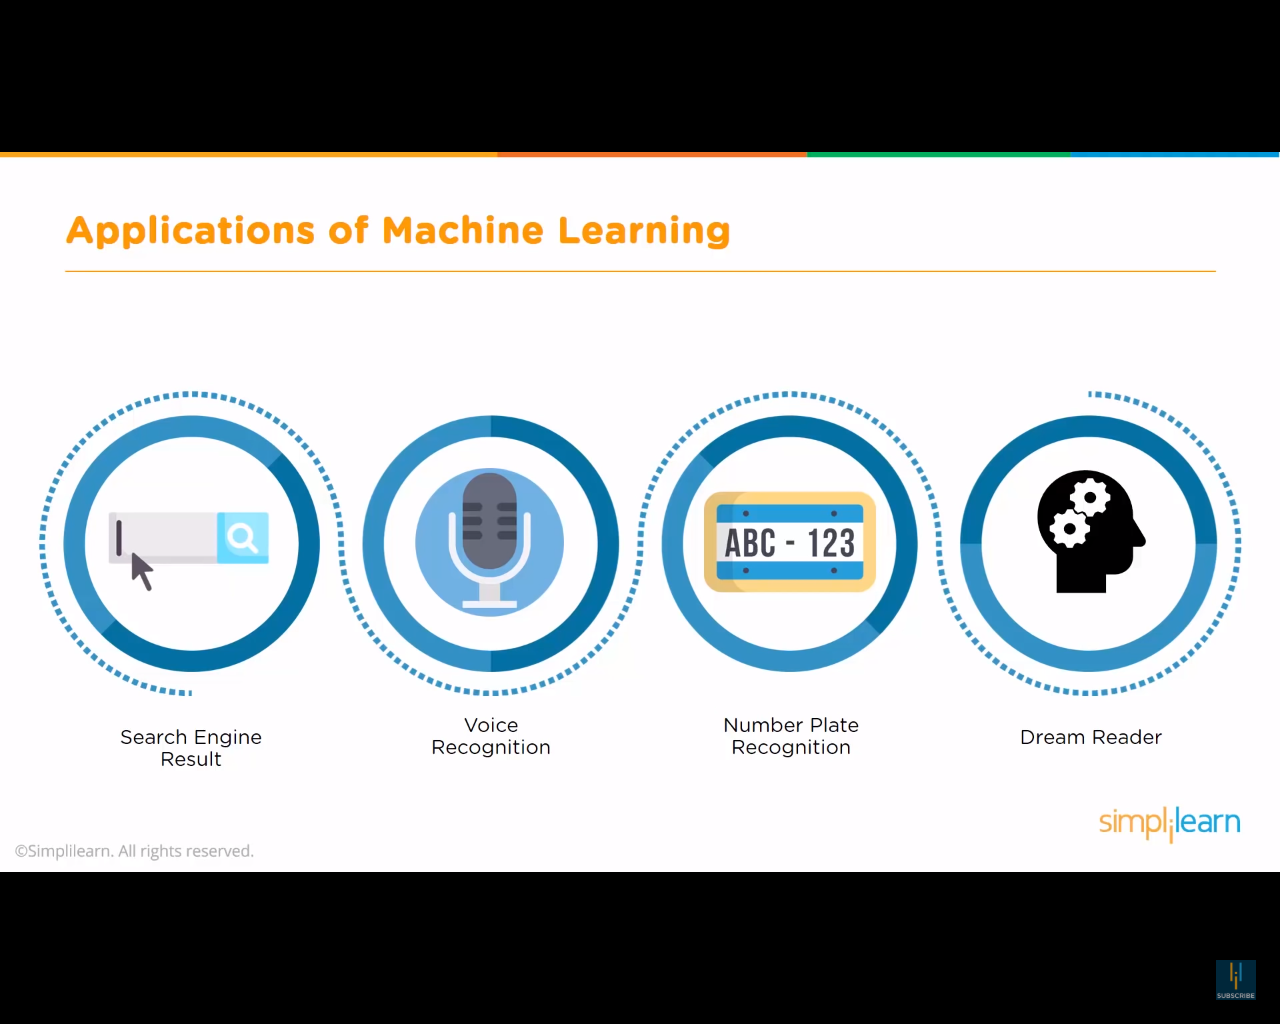 Applications of Machine Learning
ABC - 123
Search Engine
Result
Voice
Recognition
Number Plate
Recognition
Dream Reader
simplilearn
©Simplilearn. All rights reserved.
SUBSCRIBE